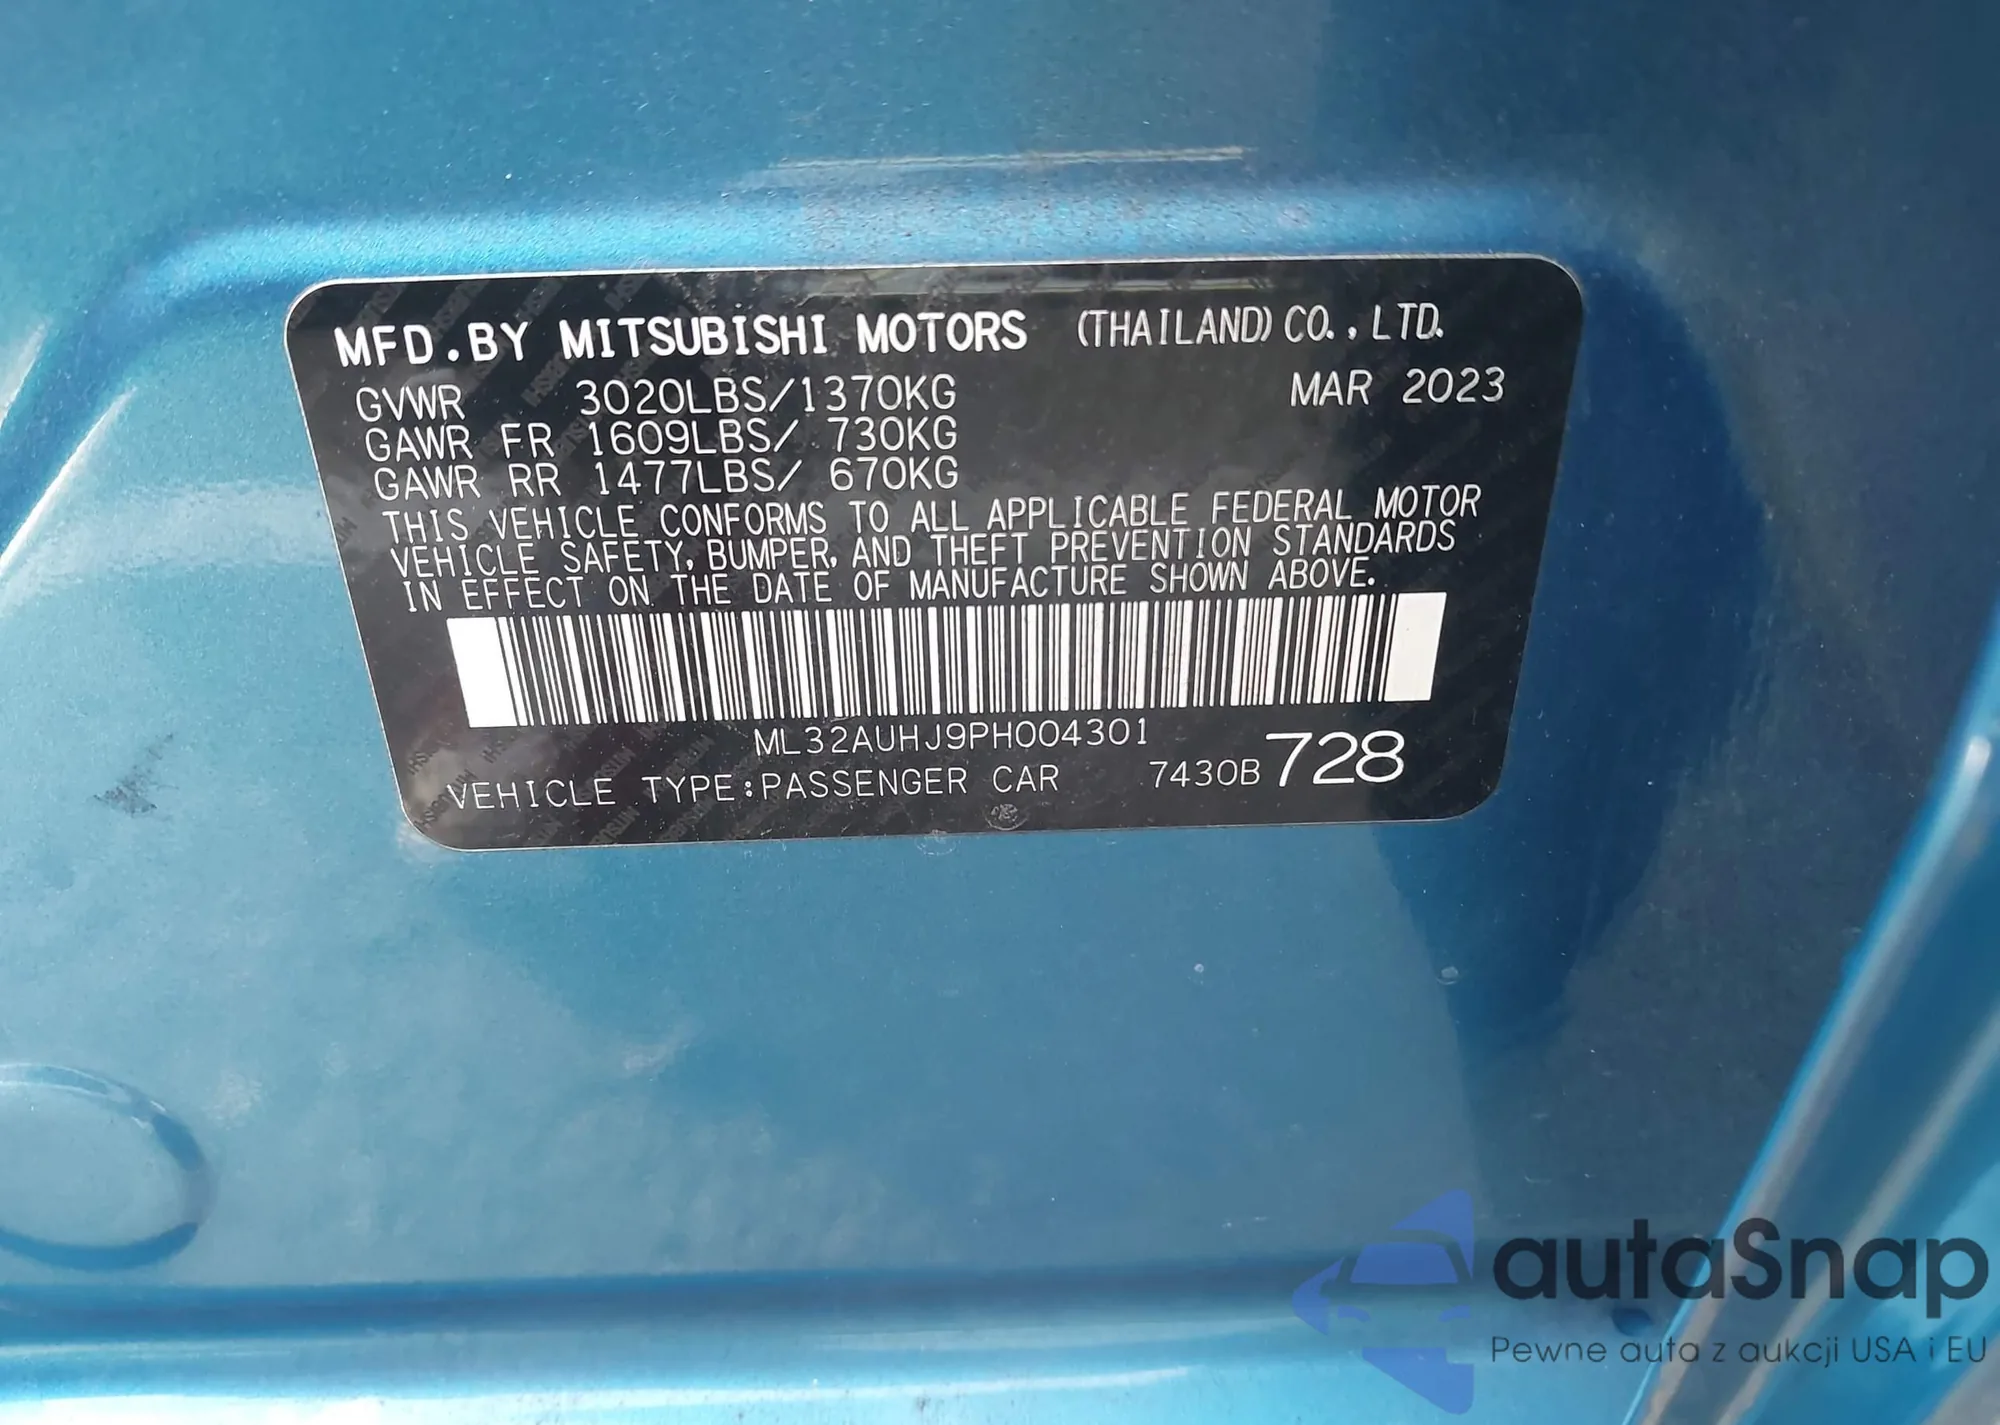 MFD.BY MITSUBISHI MOTORS (THAILAND) CO.,LTD.
GVWR 3020LBS/1370KG MAR 2023
GAWR FR 1609LBS/ 730KG
GAWR RR 1477LBS/ 670KG
THIS VEHICLE CONFORMS TO ALL APPLICABLE FEDERAL MOTOR
VEHICLE SAFETY, BUMPER, AND THEFT PREVENTION STANDARDS
IN EFFECT ON THE DATE OF MANUFACTURE SHOWN ABOVE.
ML32AUHJ9PH004301
VEHICLE TYPE:PASSENGER CAR 7430B 728
autaSnap
Pewne auta z aukcji USA i EU